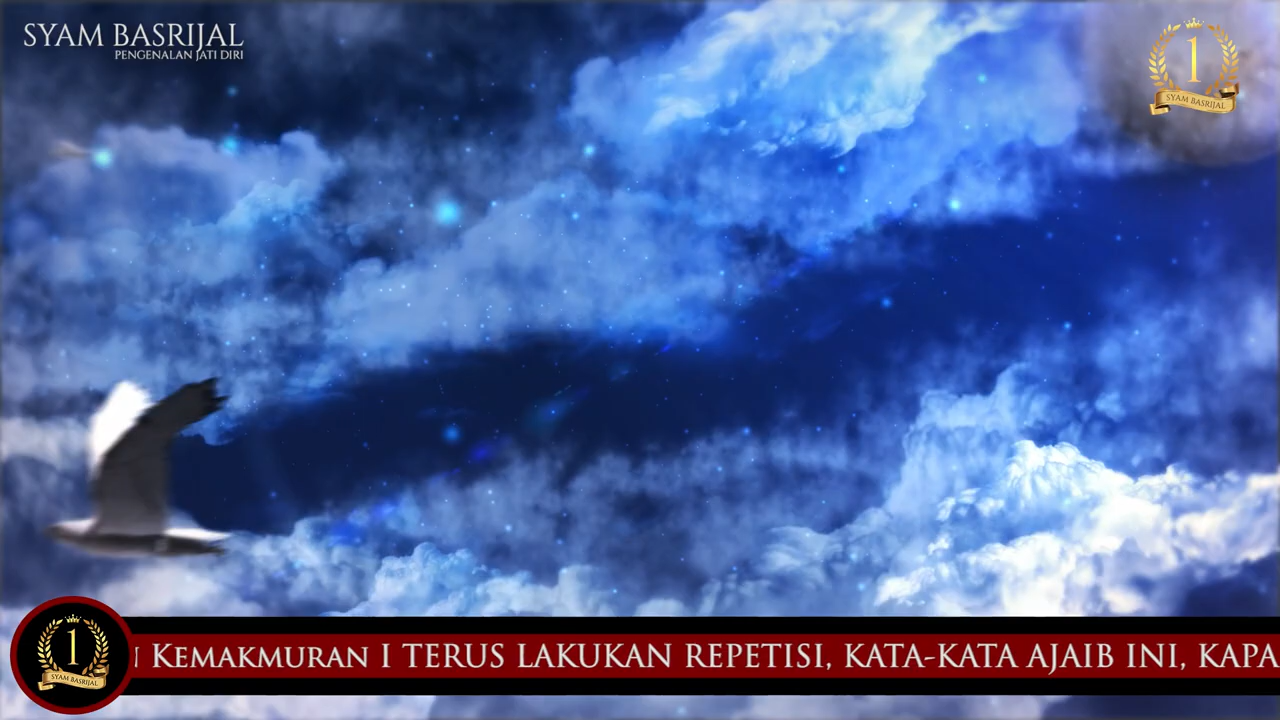 SYAM BASRIJAL
PENGENALAN JATI DIRI
1
SYAM BASRIJAL
1
SYAM BASRIJAL
KEMAKMURAN I TERUS LAKUKAN REPETISI, KATA-KATA AJAIB INI, KAPA